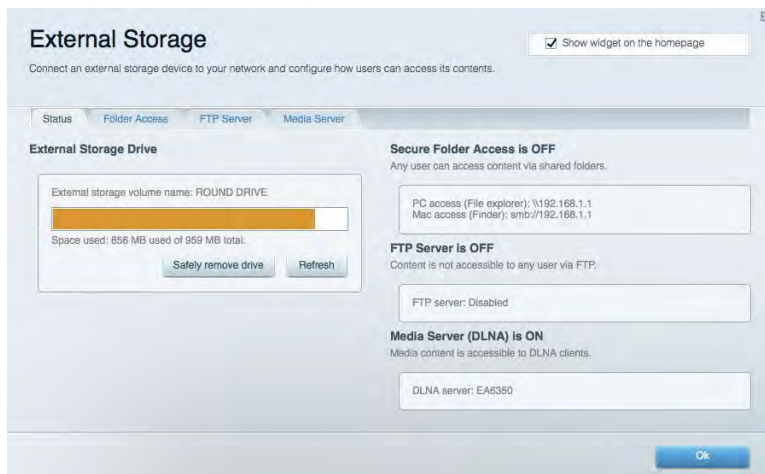 External Storage
Show widget on the homepage
Connect an external storage device to your network and configure how users can access its contents.
Status
Folder Access
FTP Server
Media Server
External Storage Drive
External storage volume name: ROUND DRIVE
Space used: 856 MB used of 959 MB total.
Safely remove drive
Refresh
Secure Folder Access is OFF
Any user can access content via shared folders.
PC access (File explorer): \\192.168.1.1
Mac access (Finder): smb://192.168.1.1
FTP Server is OFF
Content is not accessible to any user via FTP.
FTP server: Disabled
Media Server (DLNA) is ON
Media content is accessible to DLNA clients.
DLNA server: EA6350
Ok